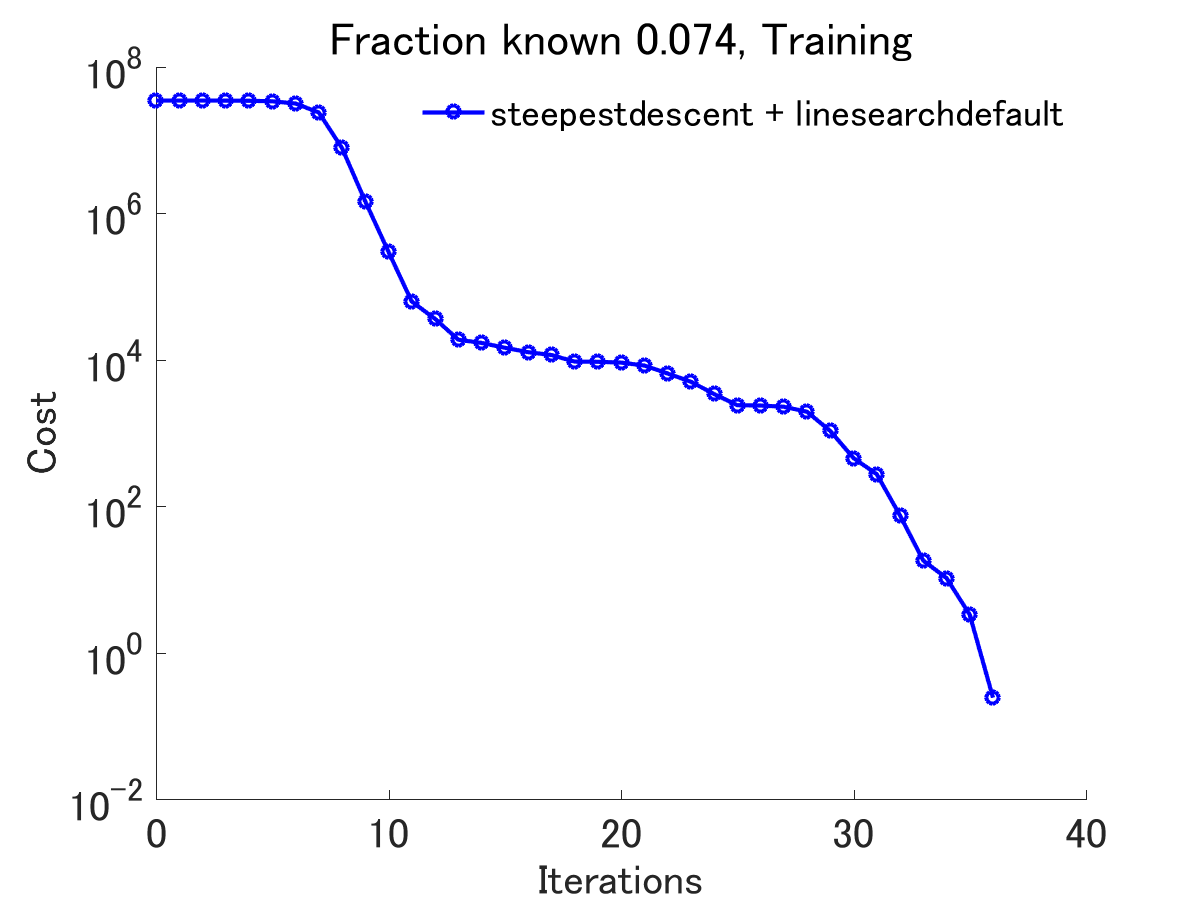 Fraction known 0.074, Training
steepestdescent + linesearchdefault
10^8
10^6
10^4
10^2
10^0
10^-2
Cost
0 10 20 30 40
Iterations